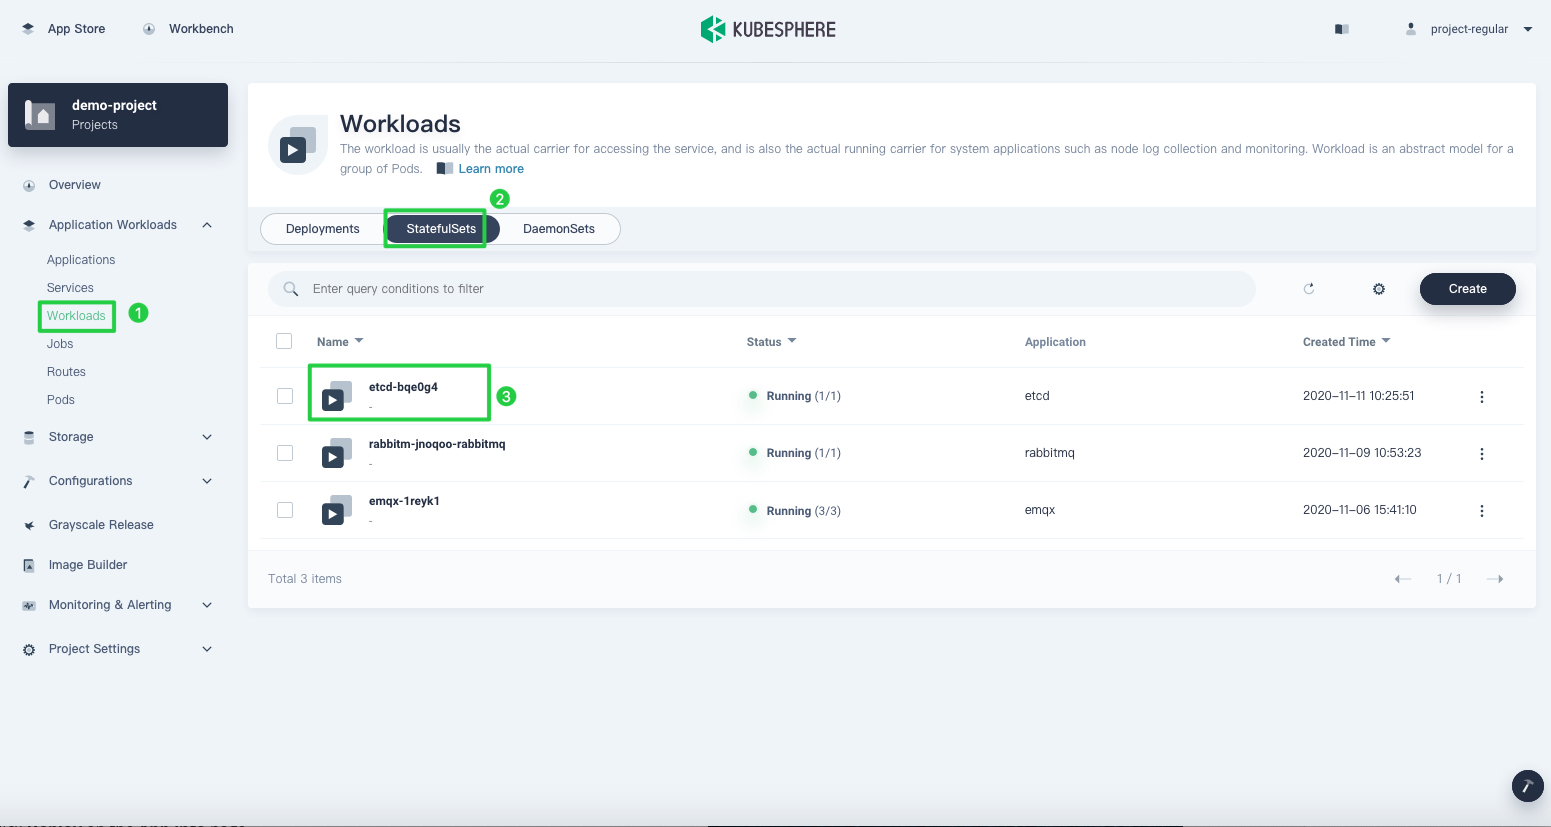 App Store
Workbench
KUBESPHERE
project-regular
demo-project
Projects
Overview
Application Workloads
Applications
Services
Workloads
1
Jobs
Routes
Pods
Storage
Configurations
Grayscale Release
Image Builder
Monitoring & Alerting
Project Settings
Workloads
The workload is usually the actual carrier for accessing the service, and is also the actual running carrier for system applications such as node log collection and monitoring. Workload is an abstract model for a
group of Pods. Learn more
2
Deployments StatefulSets DaemonSets
Enter query conditions to filter
Create
Name Status Application Created Time
etcd-bqe0g4
-
3
Running (1/1)
etcd
2020-11-11 10:25:51
rabbitm-jnoqoo-rabbitmq
-
Running (1/1)
rabbitmq
2020-11-09 10:53:23
emqx-1reyk1
-
Running (3/3)
emqx
2020-11-06 15:41:10
Total 3 items
1 / 1